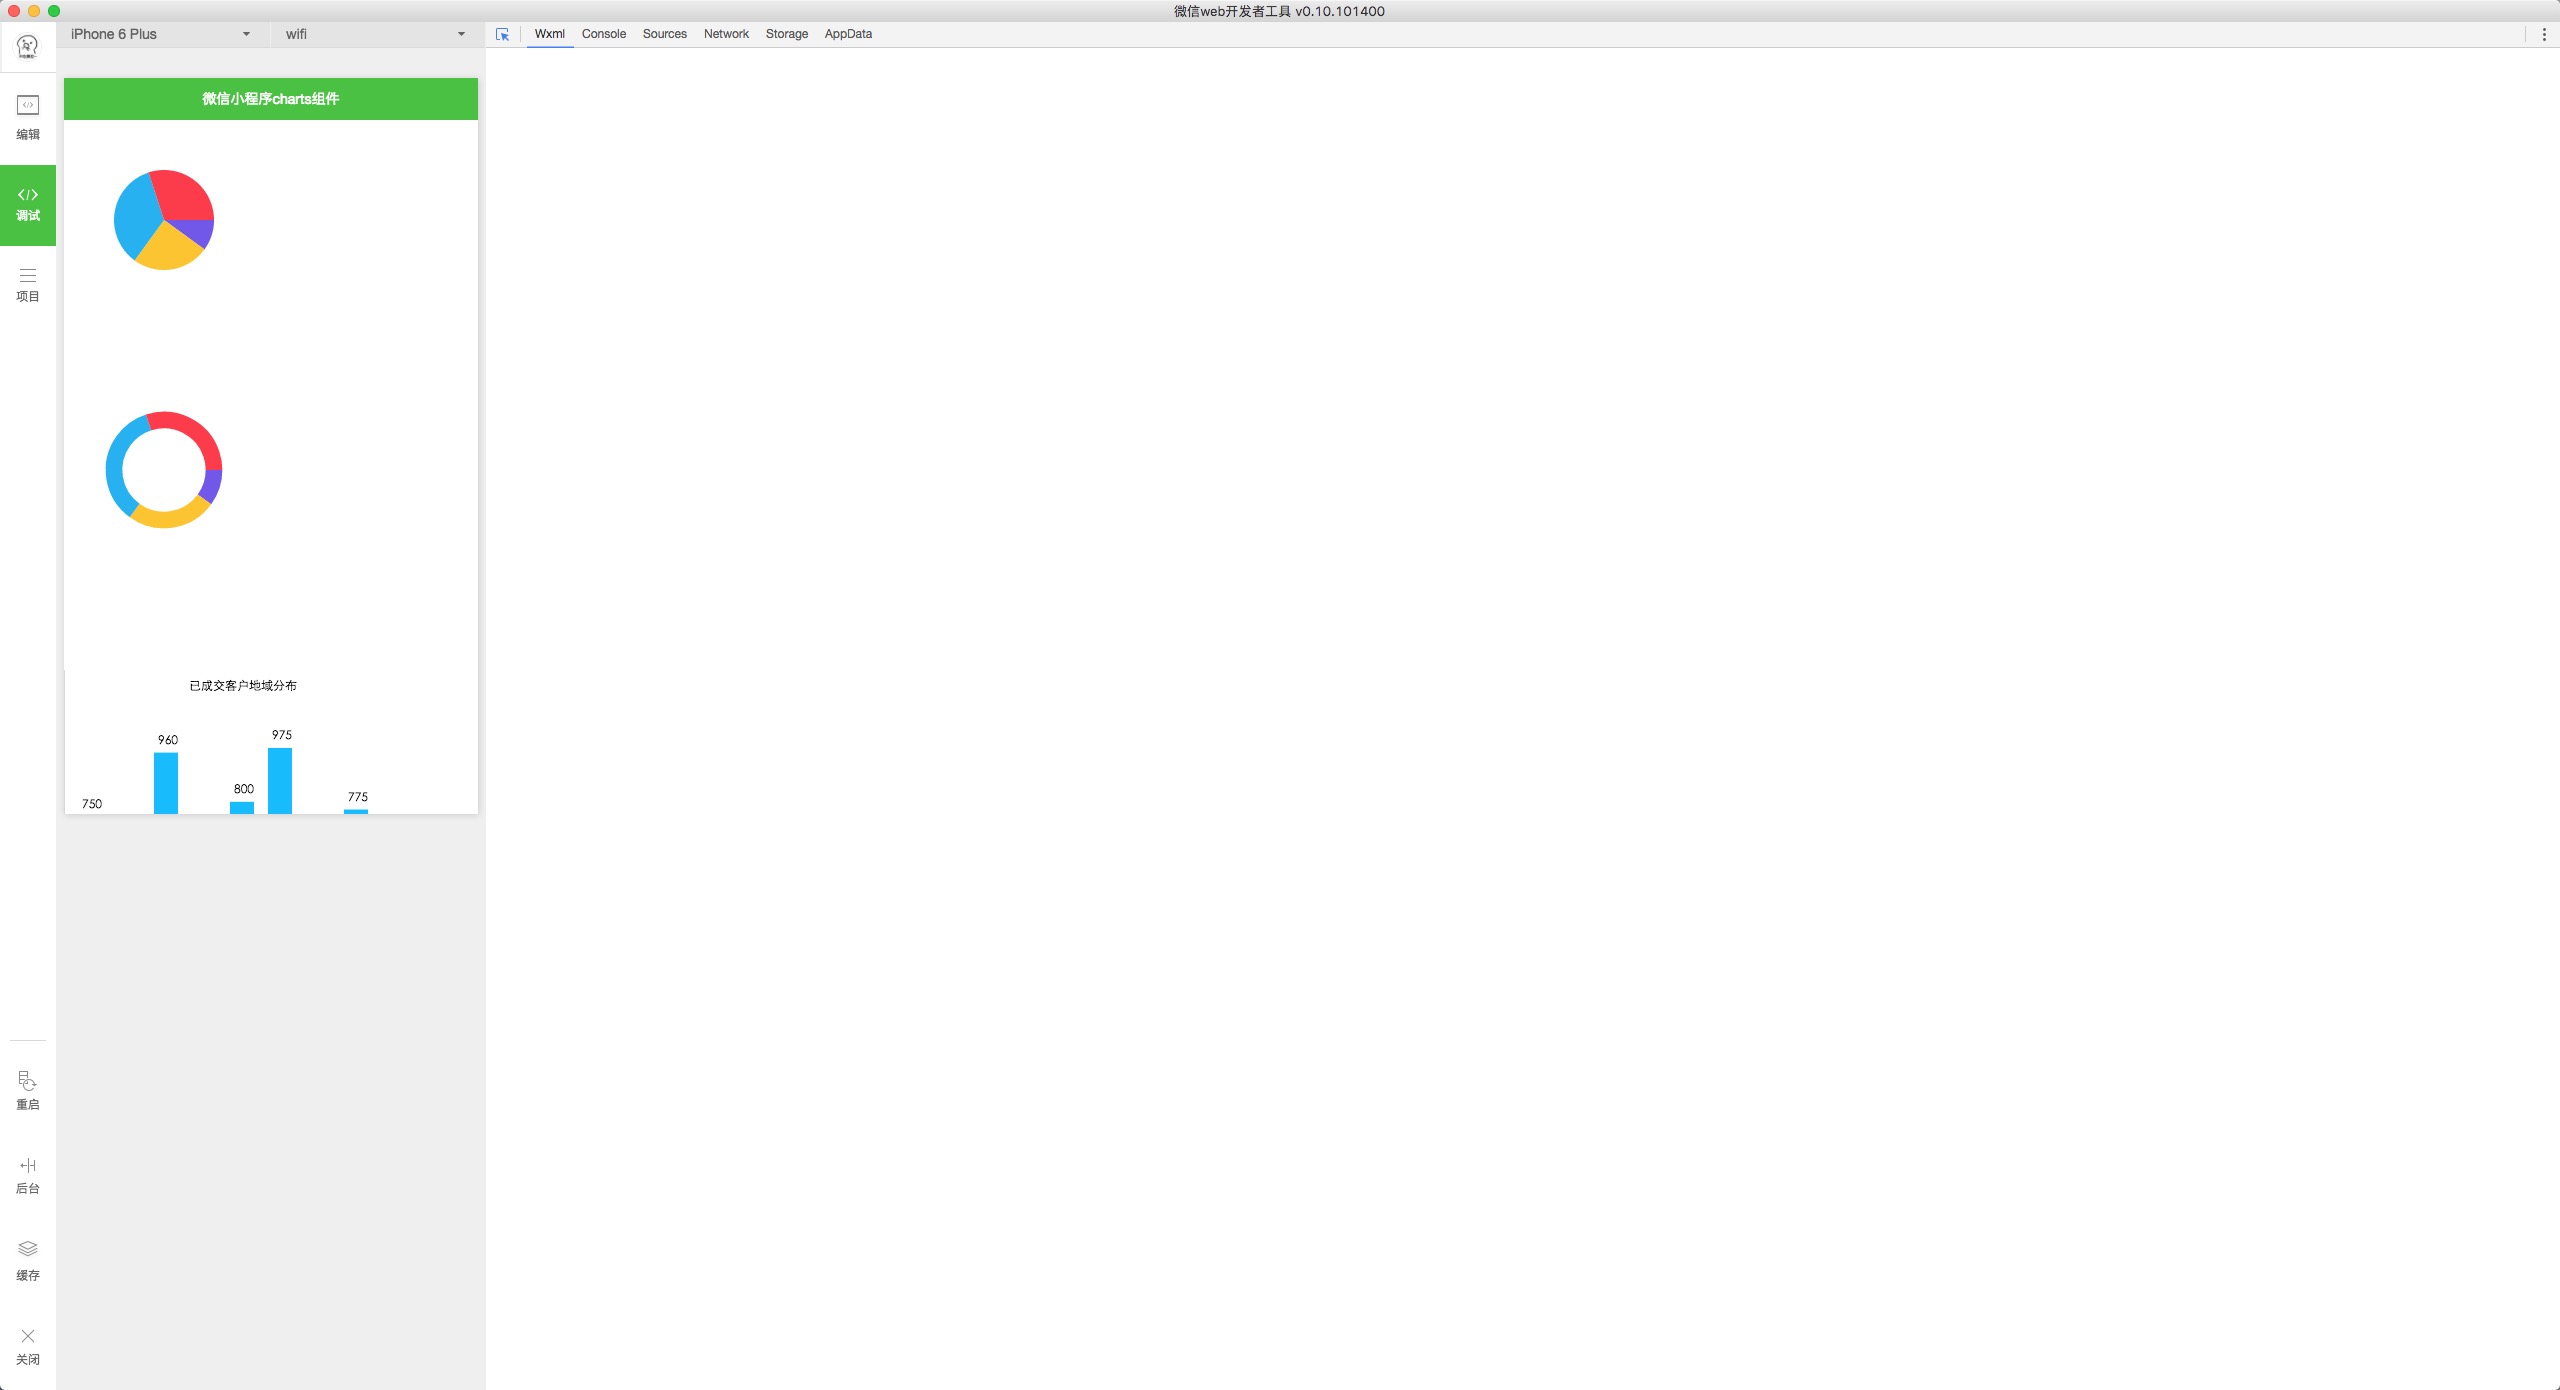 微信web开发者工具 v0.10.101400
iPhone 6 Plus
wifi
Wxml
Console
Sources
Network
Storage
AppData
编辑
调试
项目
重启
后台
缓存
关闭
微信小程序charts组件
已成交客户地域分布
750
960
800
975
775